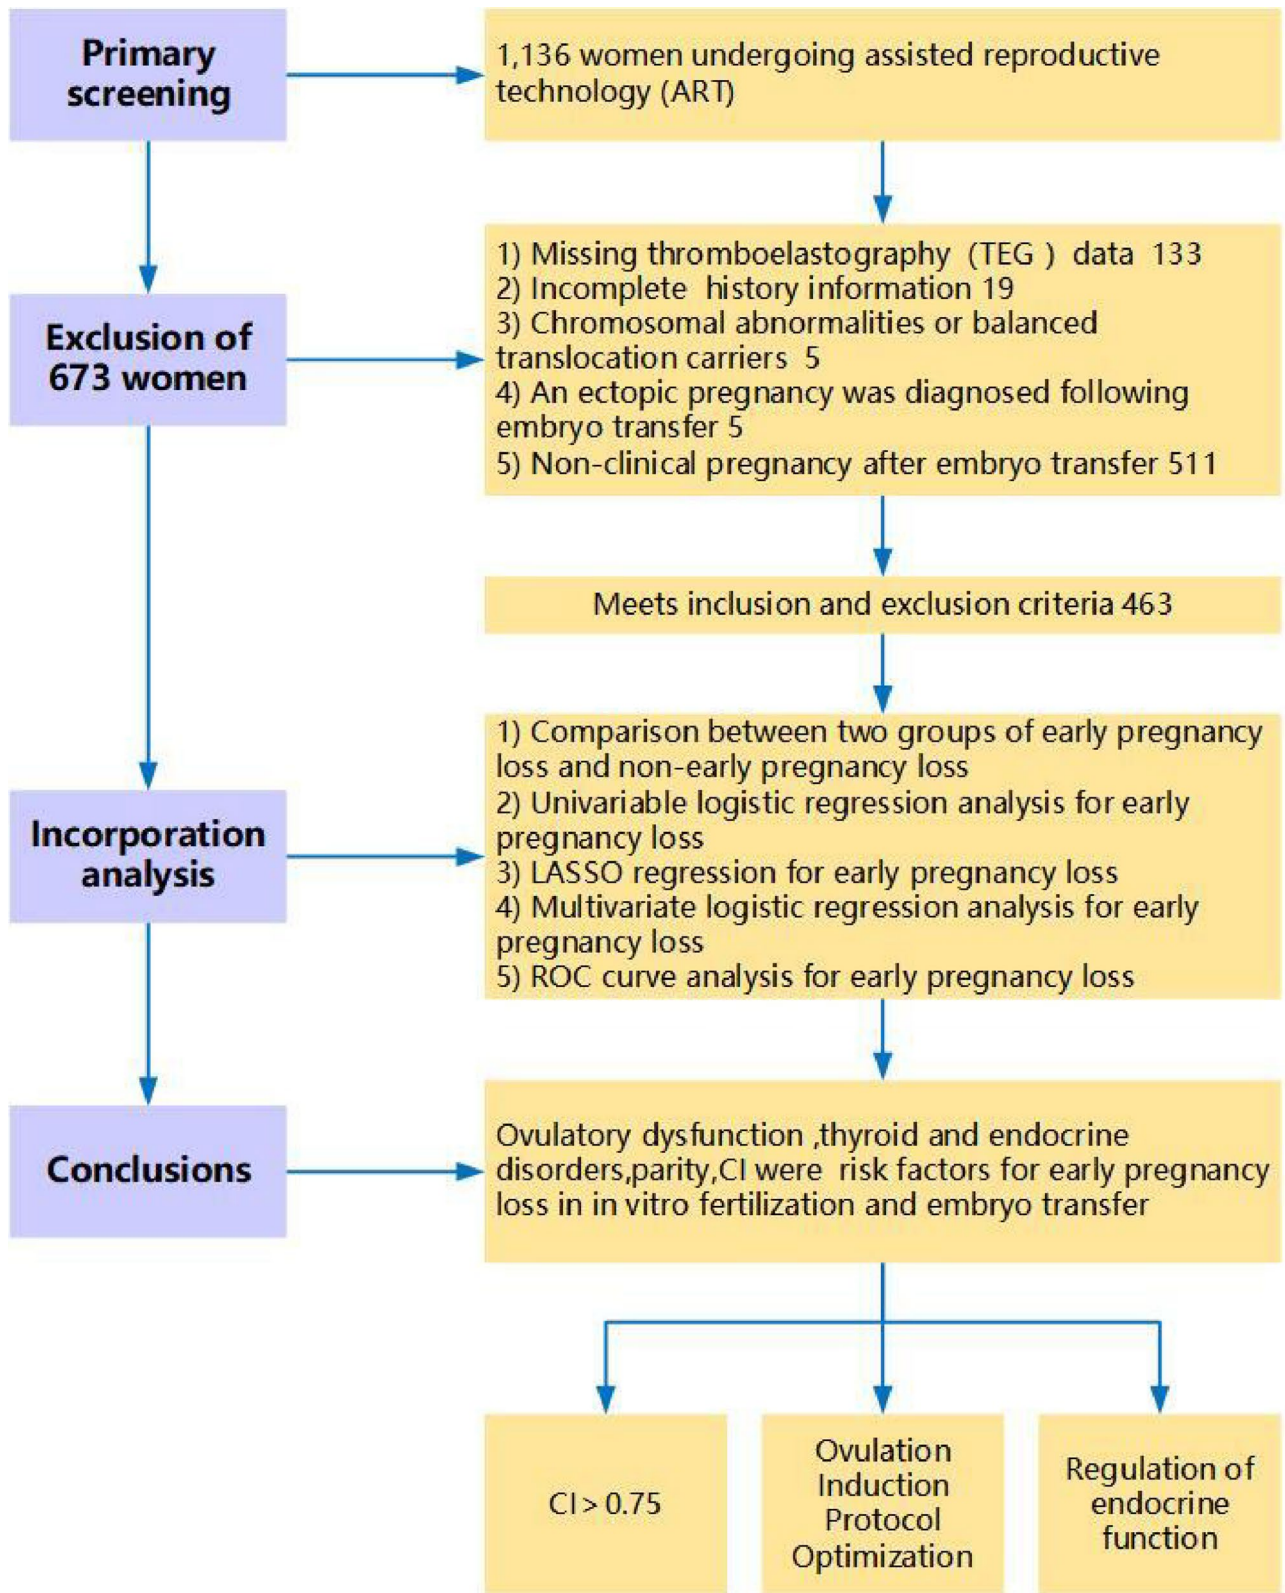 Primary
screening
1,136 women undergoing assisted reproductive
technology (ART)
Exclusion of
673 women
1) Missing thromboelastography (TEG ) data 133
2) Incomplete history information 19
3) Chromosomal abnormalities or balanced
translocation carriers 5
4) An ectopic pregnancy was diagnosed following
embryo transfer 5
5) Non-clinical pregnancy after embryo transfer 511
Meets inclusion and exclusion criteria 463
Incorporation
analysis
1) Comparison between two groups of early pregnancy
loss and non-early pregnancy loss
2) Univariable logistic regression analysis for early
pregnancy loss
3) LASSO regression for early pregnancy loss
4) Multivariate logistic regression analysis for early
pregnancy loss
5) ROC curve analysis for early pregnancy loss
Conclusions
Ovulatory dysfunction ,thyroid and endocrine
disorders,parity,CI were risk factors for early pregnancy
loss in in vitro fertilization and embryo transfer
CI > 0.75
Ovulation
Induction
Protocol
Optimization
Regulation of
endocrine
function